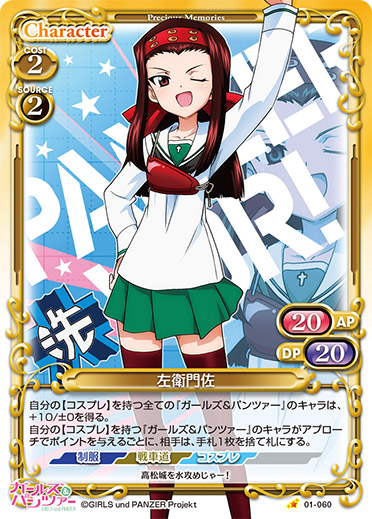 Precious Memories
Character
COST
2
SOURCE
2
PANZER
GIRL!
洗
20 AP
DP 20
左衛門佐
自分の【コスプレ】を持つ全ての『ガールズ&パンツァー』のキャラは、
+10/±0を得る。
自分の【コスプレ】を持つ『ガールズ&パンツァー』のキャラがアプロー
チでポイントを与えるごとに、相手は、手札1枚を捨て札にする。
制服 戦車道 コスプレ
高松城を水攻めじゃー!
ガールズ&パンツァー
GIRLS und PANZER
©GIRLS und PANZER Projekt
01-060